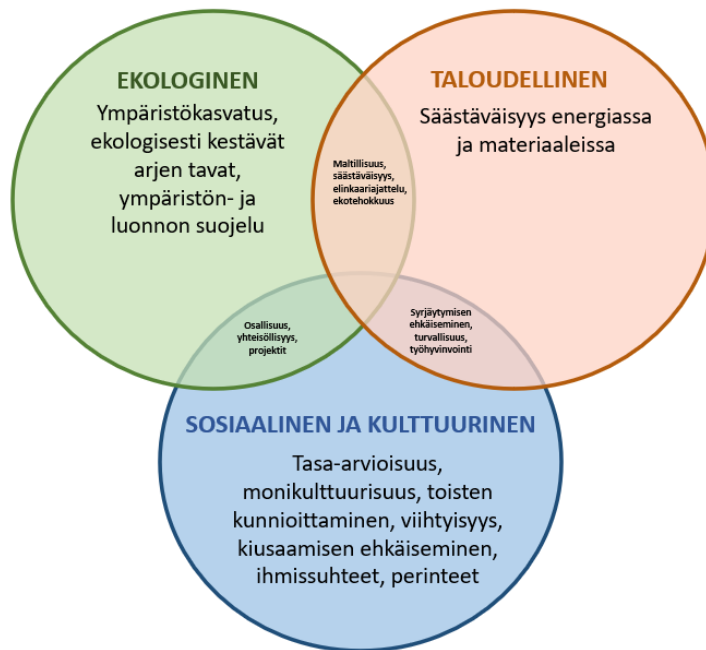 EKOLOGINEN
Ympäristökasvatus,
ekologisesti kestävät
arjen tavat,
ympäristön- ja
luonnon suojelu
TALOUDELLINEN
Säästäväisyys energiassa
ja materiaaleissa
Maltillisuus,
säästäväisyys,
elinkaariajattelu,
ekotehokkuus
Osallisuus,
yhteisöllisyys,
projektit
Syrjäytymisen
ehkäiseminen,
turvallisuus,
työhyvinvointi
SOSIAALINEN JA KULTTUURINEN
Tasa-arvioisuus,
monikulttuurisuus, toisten
kunnioittaminen, viihtyisyys,
kiusaamisen ehkäiseminen,
ihmissuhteet, perinteet